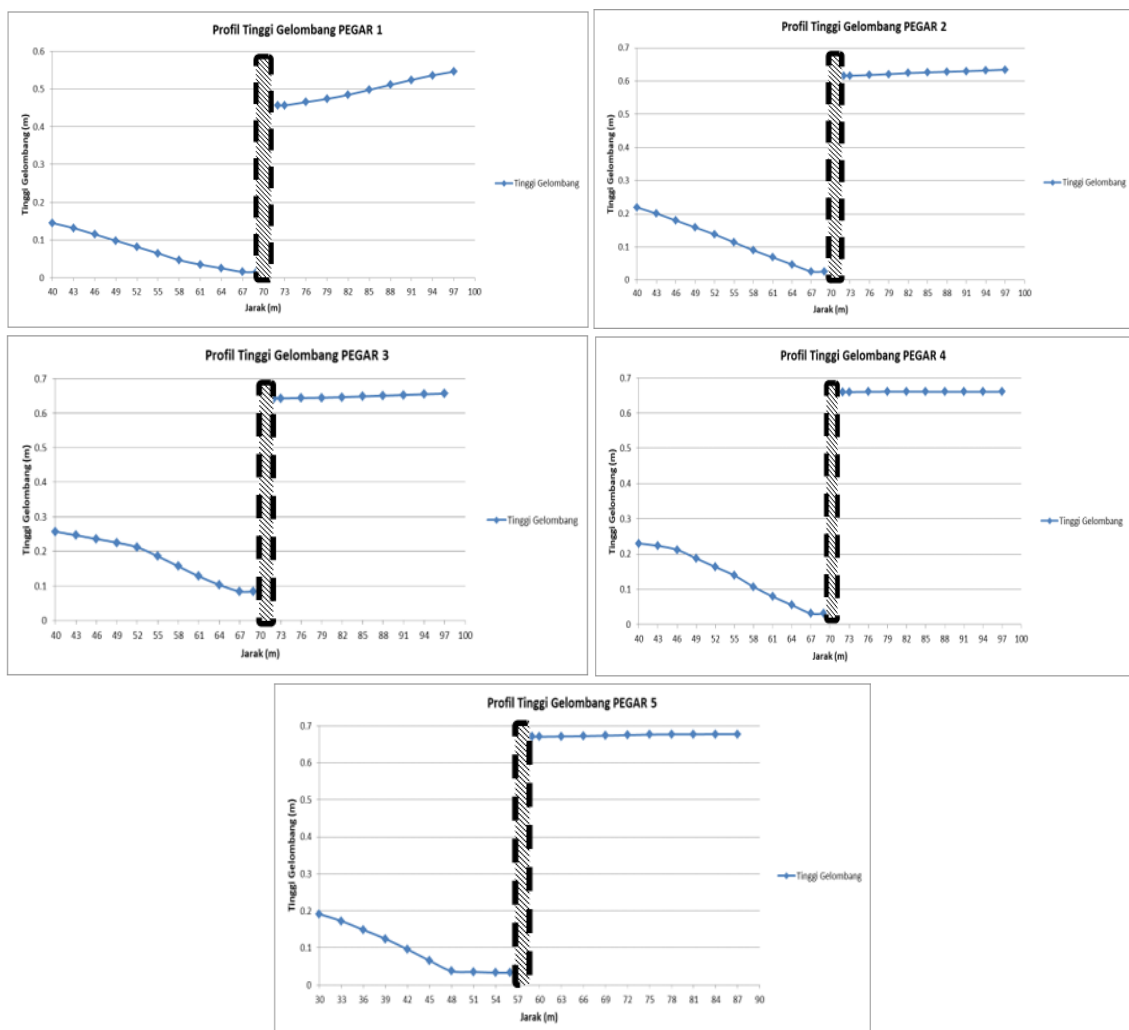 Profil Tinggi Gelombang PEGAR 1
Tinggi Gelombang (m)
0.6
0.5
0.4
0.3
0.2
0.1
0
40 43 46 49 52 55 58 61 64 67 70 73 76 79 82 85 88 91 94 97 100
Jarak (m)
Tinggi Gelombang
Profil Tinggi Gelombang PEGAR 2
Tinggi Gelombang (m)
0.7
0.6
0.5
0.4
0.3
0.2
0.1
0
40 43 46 49 52 55 58 61 64 67 70 73 76 79 82 85 88 91 94 97 100
Jarak (m)
Tinggi Gelombang
Profil Tinggi Gelombang PEGAR 3
Tinggi Gelombang (m)
0.7
0.6
0.5
0.4
0.3
0.2
0.1
0
40 43 46 49 52 55 58 61 64 67 70 73 76 79 82 85 88 91 94 97 100
Jarak (m)
Tinggi Gelombang
Profil Tinggi Gelombang PEGAR 4
Tinggi Gelombang (m)
0.7
0.6
0.5
0.4
0.3
0.2
0.1
0
40 43 46 49 52 55 58 61 64 67 70 73 76 79 82 85 88 91 94 97 100
Jarak (m)
Tinggi Gelombang
Profil Tinggi Gelombang PEGAR 5
Tinggi Gelombang (m)
0.7
0.6
0.5
0.4
0.3
0.2
0.1
0
30 33 36 39 42 45 48 51 54 57 60 63 66 69 72 75 78 81 84 87 90
Jarak (m)
Tinggi Gelombang